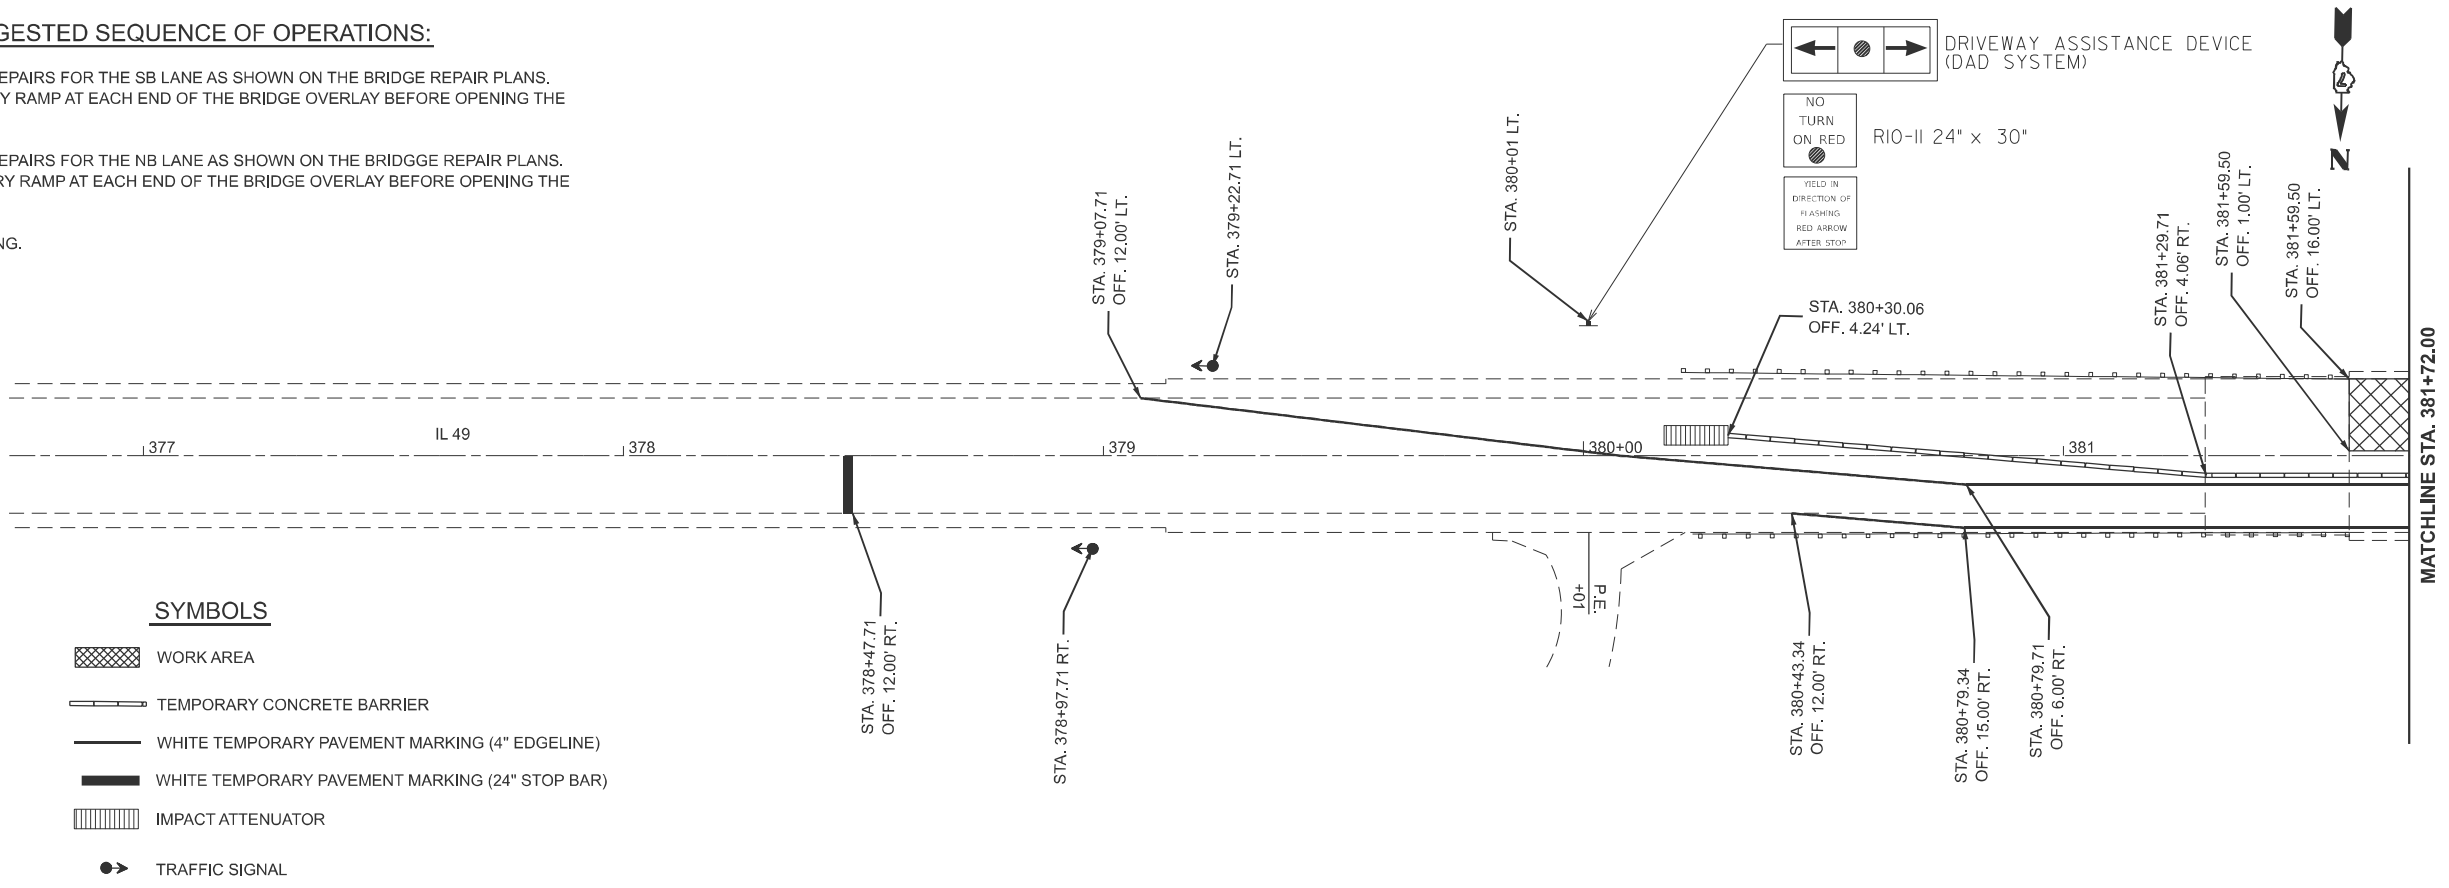 GESTED SEQUENCE OF OPERATIONS:
EPAIRS FOR THE SB LANE AS SHOWN ON THE BRIDGE REPAIR PLANS.
Y RAMP AT EACH END OF THE BRIDGE OVERLAY BEFORE OPENING THE
EPAIRS FOR THE NB LANE AS SHOWN ON THE BRIDGGE REPAIR PLANS.
RY RAMP AT EACH END OF THE BRIDGE OVERLAY BEFORE OPENING THE
NG.
DRIVEWAY ASSISTANCE DEVICE
(DAD SYSTEM)
NO
TURN
ON RED
R10-11 24" x 30"
YIELD IN
DIRECTION OF
FLASHING
RED ARROW
AFTER STOP
N
STA. 379+07.71
OFF. 12.00' LT.
STA. 379+22.71 LT.
STA. 380+01 LT.
STA. 380+30.06
OFF. 4.24' LT.
STA. 381+29.71
OFF. 4.06' RT.
STA. 381+59.50
OFF. 1.00' LT.
STA. 381+59.50
OFF. 16.00' LT.
MATCHLINE STA. 381+72.00
377
IL 49
378
379
380+00
381
P.E.
+01
STA. 378+47.71
OFF. 12.00' RT.
STA. 378+97.71 RT.
STA. 380+43.34
OFF. 12.00' RT.
STA. 380+79.34
OFF. 15.00' RT.
STA. 380+79.71
OFF. 6.00' RT.
SYMBOLS
WORK AREA
TEMPORARY CONCRETE BARRIER
WHITE TEMPORARY PAVEMENT MARKING (4" EDGELINE)
WHITE TEMPORARY PAVEMENT MARKING (24" STOP BAR)
IMPACT ATTENUATOR
TRAFFIC SIGNAL